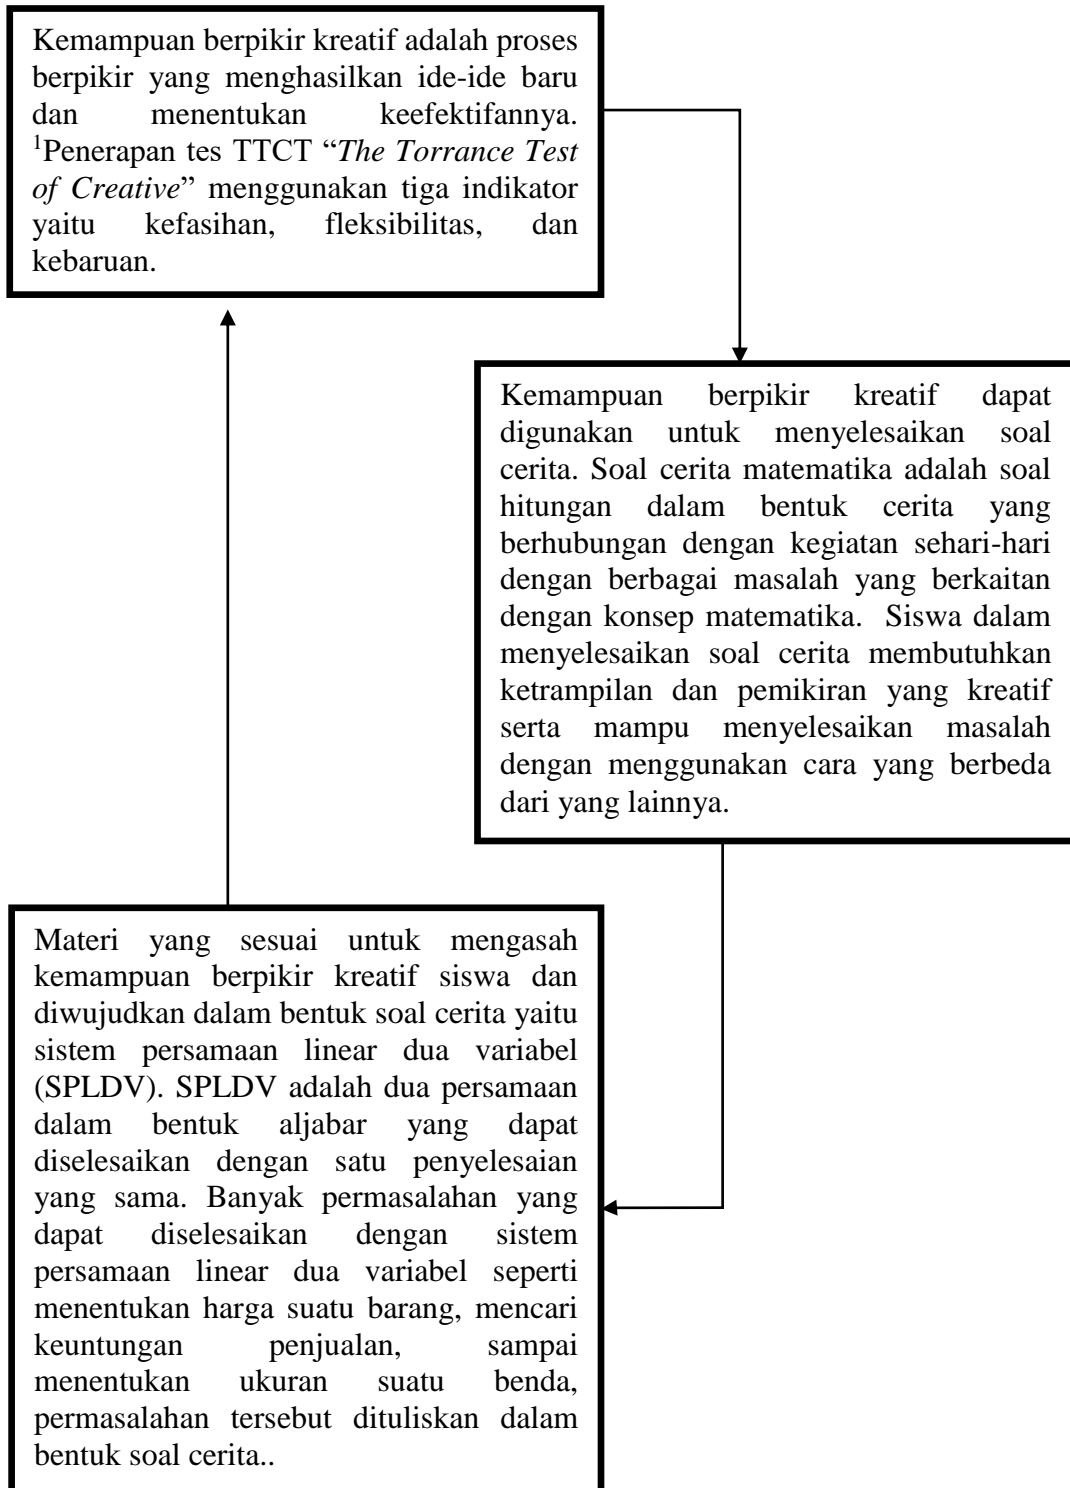 Kemampuan berpikir kreatif adalah proses
berpikir yang menghasilkan ide-ide baru
dan menentukan keefektifannya.
¹Penerapan tes TTCT “The Torrance Test
of Creative” menggunakan tiga indikator
yaitu kefasihan, fleksibilitas, dan
kebaruan.
Kemampuan berpikir kreatif dapat
digunakan untuk menyelesaikan soal
cerita. Soal cerita matematika adalah soal
hitungan dalam bentuk cerita yang
berhubungan dengan kegiatan sehari-hari
dengan berbagai masalah yang berkaitan
dengan konsep matematika. Siswa dalam
menyelesaikan soal cerita membutuhkan
ketrampilan dan pemikiran yang kreatif
serta mampu menyelesaikan masalah
dengan menggunakan cara yang berbeda
dari yang lainnya.
Materi yang sesuai untuk mengasah
kemampuan berpikir kreatif siswa dan
diwujudkan dalam bentuk soal cerita yaitu
sistem persamaan linear dua variabel
(SPLDV). SPLDV adalah dua persamaan
dalam bentuk aljabar yang dapat
diselesaikan dengan satu penyelesaian
yang sama. Banyak permasalahan yang
dapat diselesaikan dengan sistem
persamaan linear dua variabel seperti
menentukan harga suatu barang, mencari
keuntungan penjualan, sampai
menentukan ukuran suatu benda,
permasalahan tersebut dituliskan dalam
bentuk soal cerita..